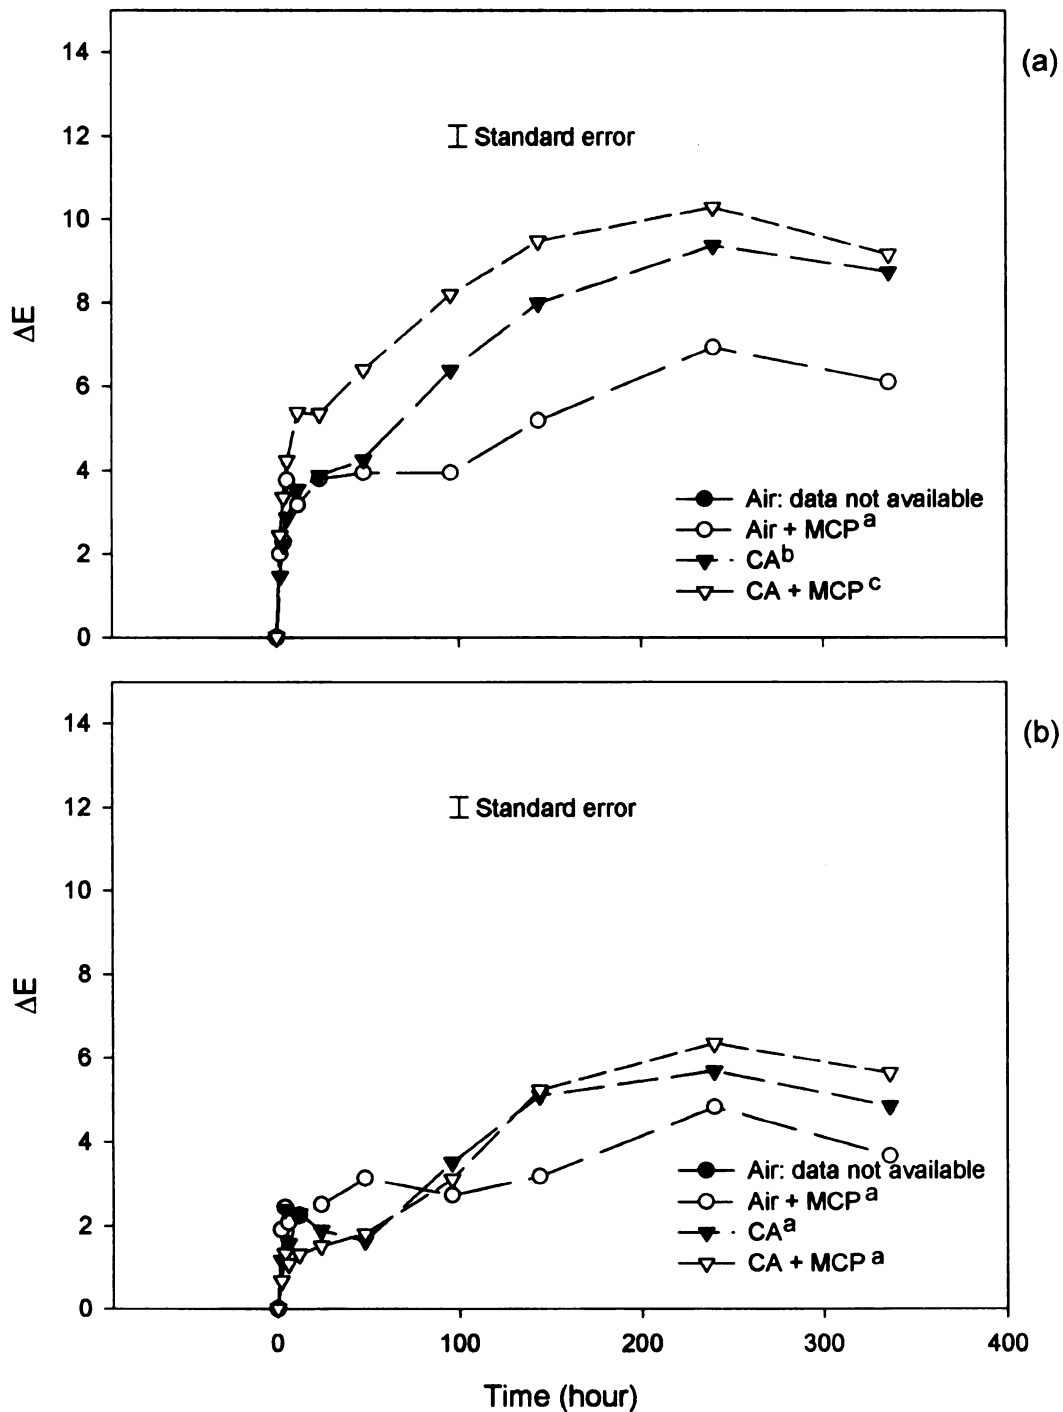 (a)
14
12
10
8
6
4
2
0
ΔE
Standard error
Air: data not available
Air + MCP a
CA b
CA + MCP c
(b)
14
12
10
8
6
4
2
0
ΔE
Standard error
Air: data not available
Air + MCP a
CA a
CA + MCP a
0 100 200 300 400
Time (hour)